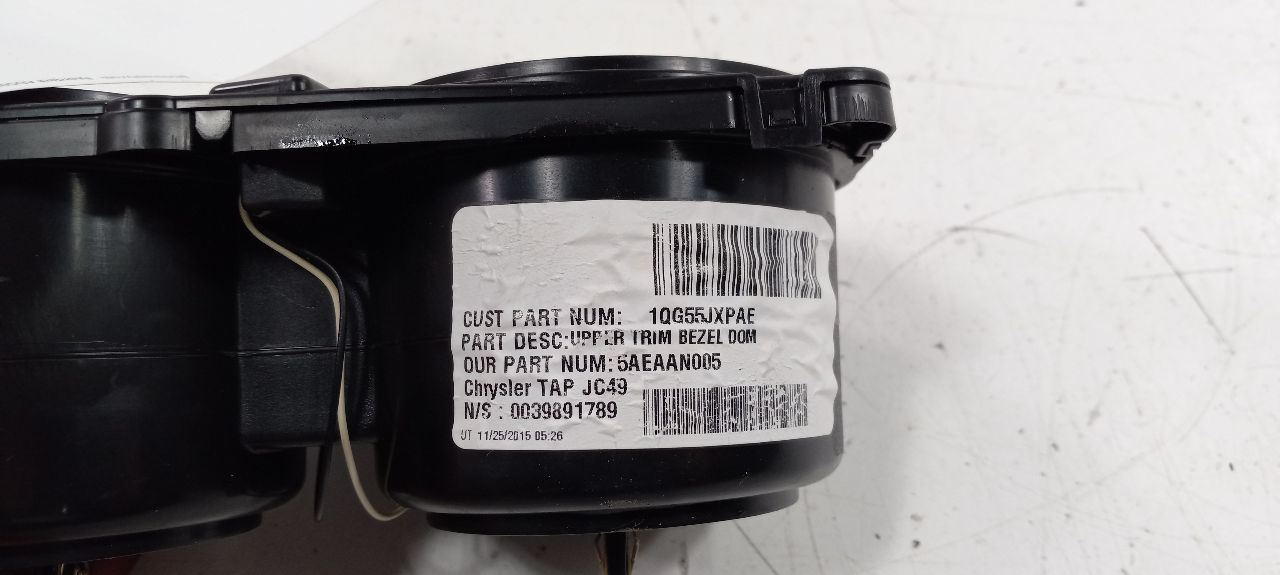 CUST PART NUM: 1QG55JXPAE
PART DESC:UPPER TRIM BEZEL DOM
OUR PART NUM:5AEAAN005
Chrysler TAP JC49
N/S : 0039891789
UT 11/25/2015 05:26